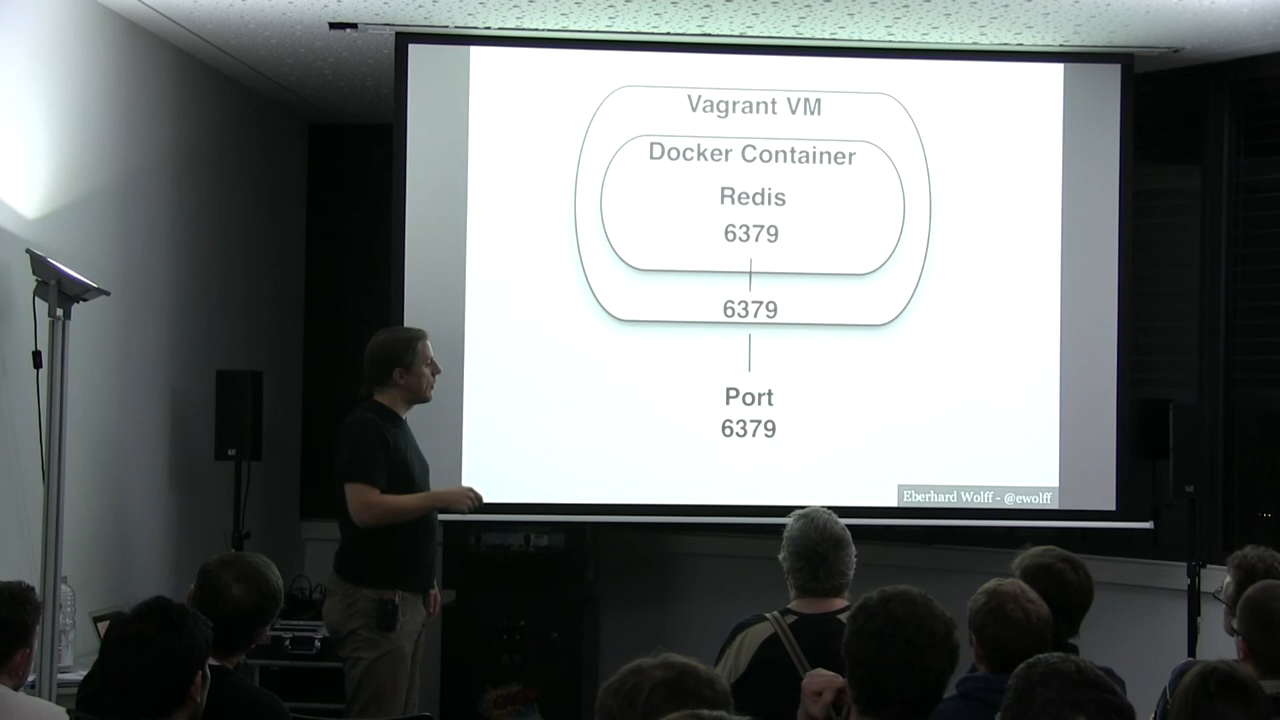 Vagrant VM
Docker Container
Redis
6379
6379
Port
6379
Eberhard Wolff - @ewolff